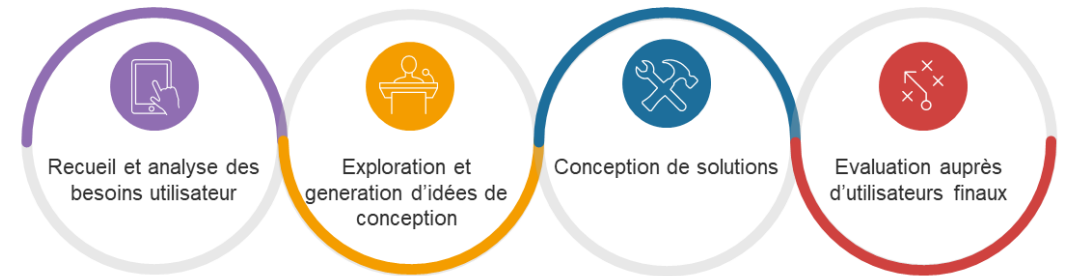 Recueil et analyse des
besoins utilisateur
Exploration et
generation d'idées de
conception
Conception de solutions
Evaluation auprès
d'utilisateurs finaux